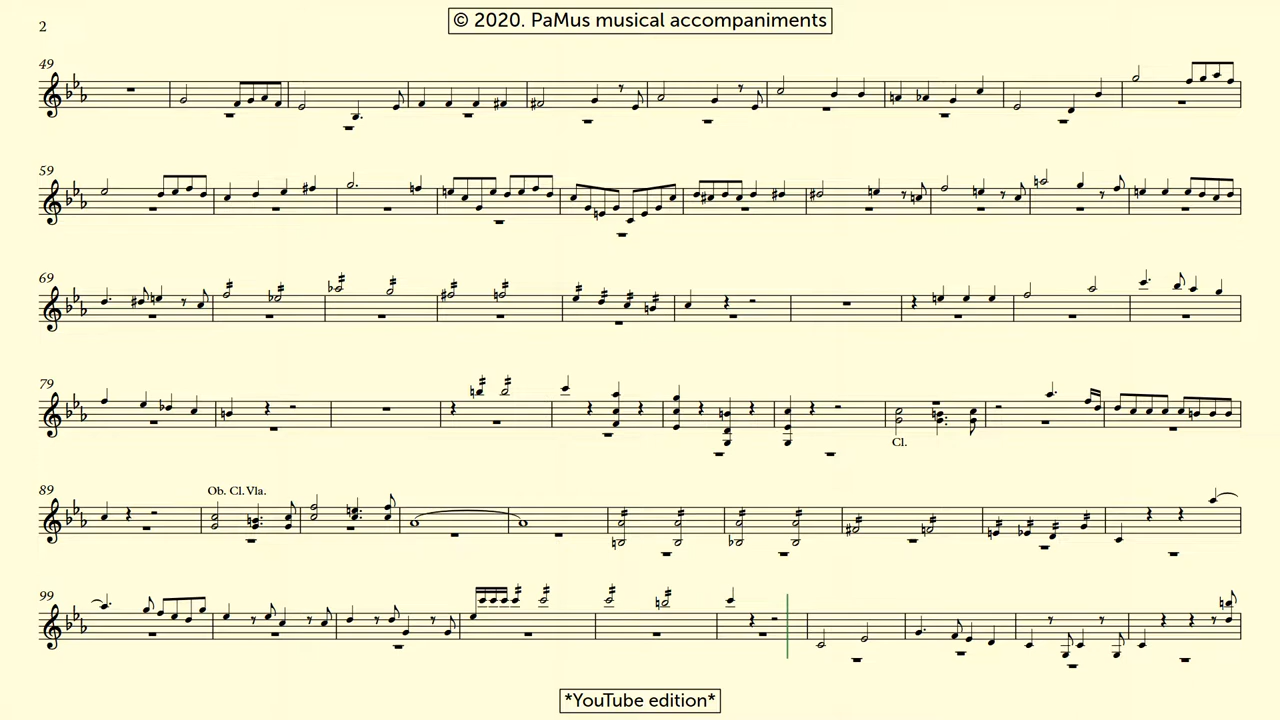 © 2020. PaMus musical accompaniments
2
49
59
69
79
Cl.
89
Ob. Cl. Vla.
99
*YouTube edition*